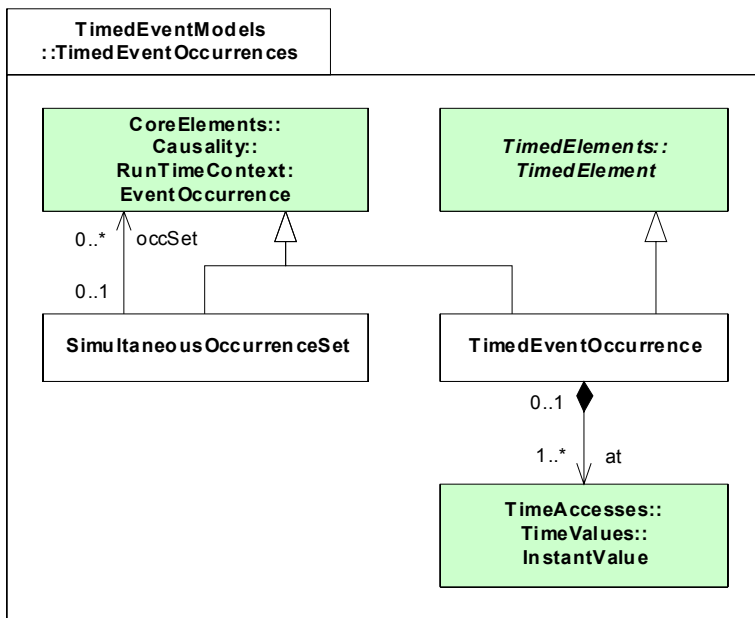 TimedEventModels
::TimedEventOccurrences
CoreElements::
Causality::
RunTimeContext:
EventOccurrence
TimedElements::
TimedElement
0..* occSet
0..1
SimultaneousOccurrenceSet
TimedEventOccurrence
0..1
1..* at
TimeAccesses::
TimeValues::
InstantValue